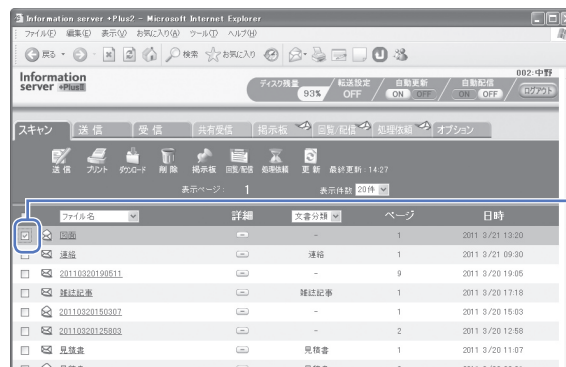 Information server +Plus2 - Microsoft Internet Explorer
ファイル(F) 編集(E) 表示(V) お気に入り(A) ツール(T) ヘルプ(H)
戻る 検索 お気に入り
Information server +PlusⅡ
ディスク残量 93% 転送設定 OFF 自動更新 ON OFF 自動配信 ON OFF 002:中野 ログアウト
スキャン 送信 受信 共有受信 掲示板 回覧/配信 処理依頼 オプション
送信 プリント ダウンロード 削除 掲示板 回覧/配信 処理依頼 更新 最終更新:14:27
表示ページ: 1 表示件数 20件
ファイル名 詳細 文書分類 ページ 日時
図面 - 1 2011 3/21 13:20
連絡 連絡 1 2011 3/21 09:30
20110320190511 - 9 2011 3/20 19:05
雑誌記事 雑誌記事 1 2011 3/20 17:18
20110320150307 - 1 2011 3/20 15:03
20110320125803 - 2 2011 3/20 12:58
見積書 見積書 1 2011 3/20 11:07